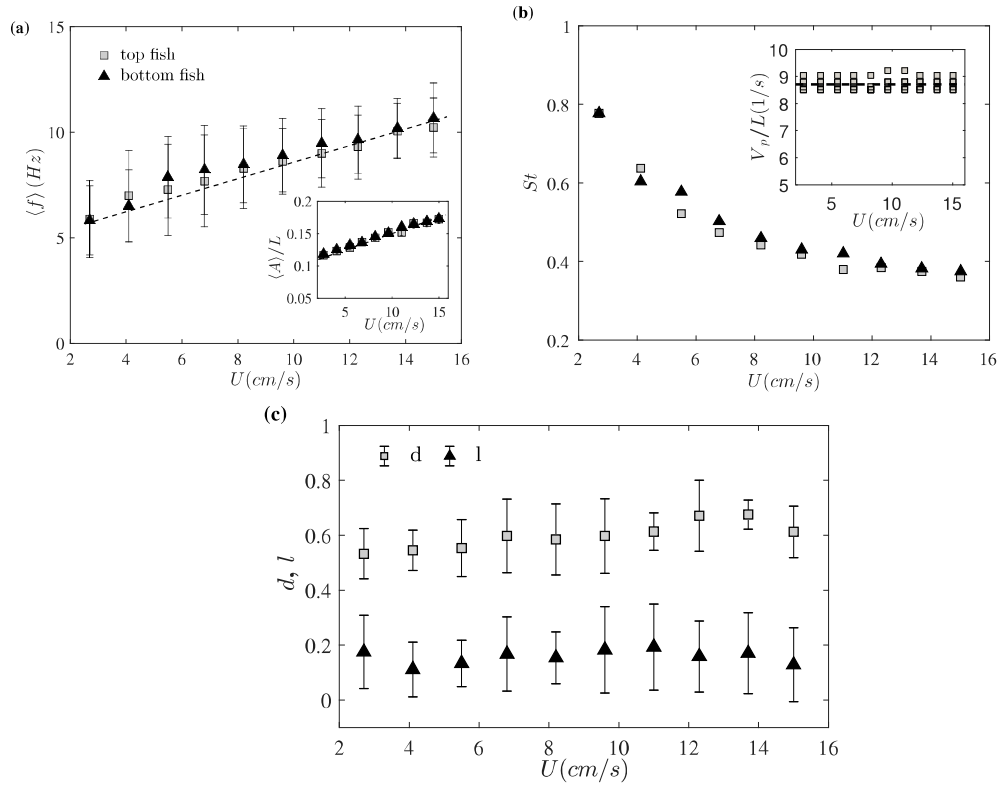 (a)
15
10
5
0
⟨f⟩ (Hz)
top fish
bottom fish
2 4 6 8 10 12 14 16
U(cm/s)
0.2
0.15
0.1
0.05
⟨A⟩/L
5 10 15
U(cm/s)
(b)
1
0.8
0.6
0.4
0.2
St
2 4 6 8 10 12 14 16
U(cm/s)
10
9
8
7
6
5
V_p/L(1/s)
5 10 15
U(cm/s)
(c)
1
0.8
0.6
0.4
0.2
0
d, l
d l
2 4 6 8 10 12 14 16
U(cm/s)